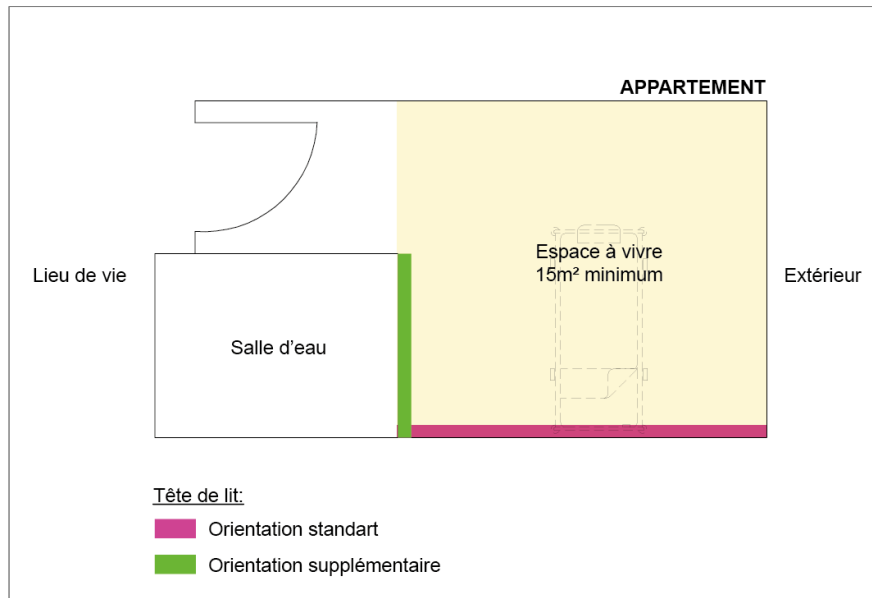 APPARTEMENT
Espace à vivre
15m² minimum
Lieu de vie
Extérieur
Salle d'eau
Tête de lit:
Orientation standart
Orientation supplémentaire